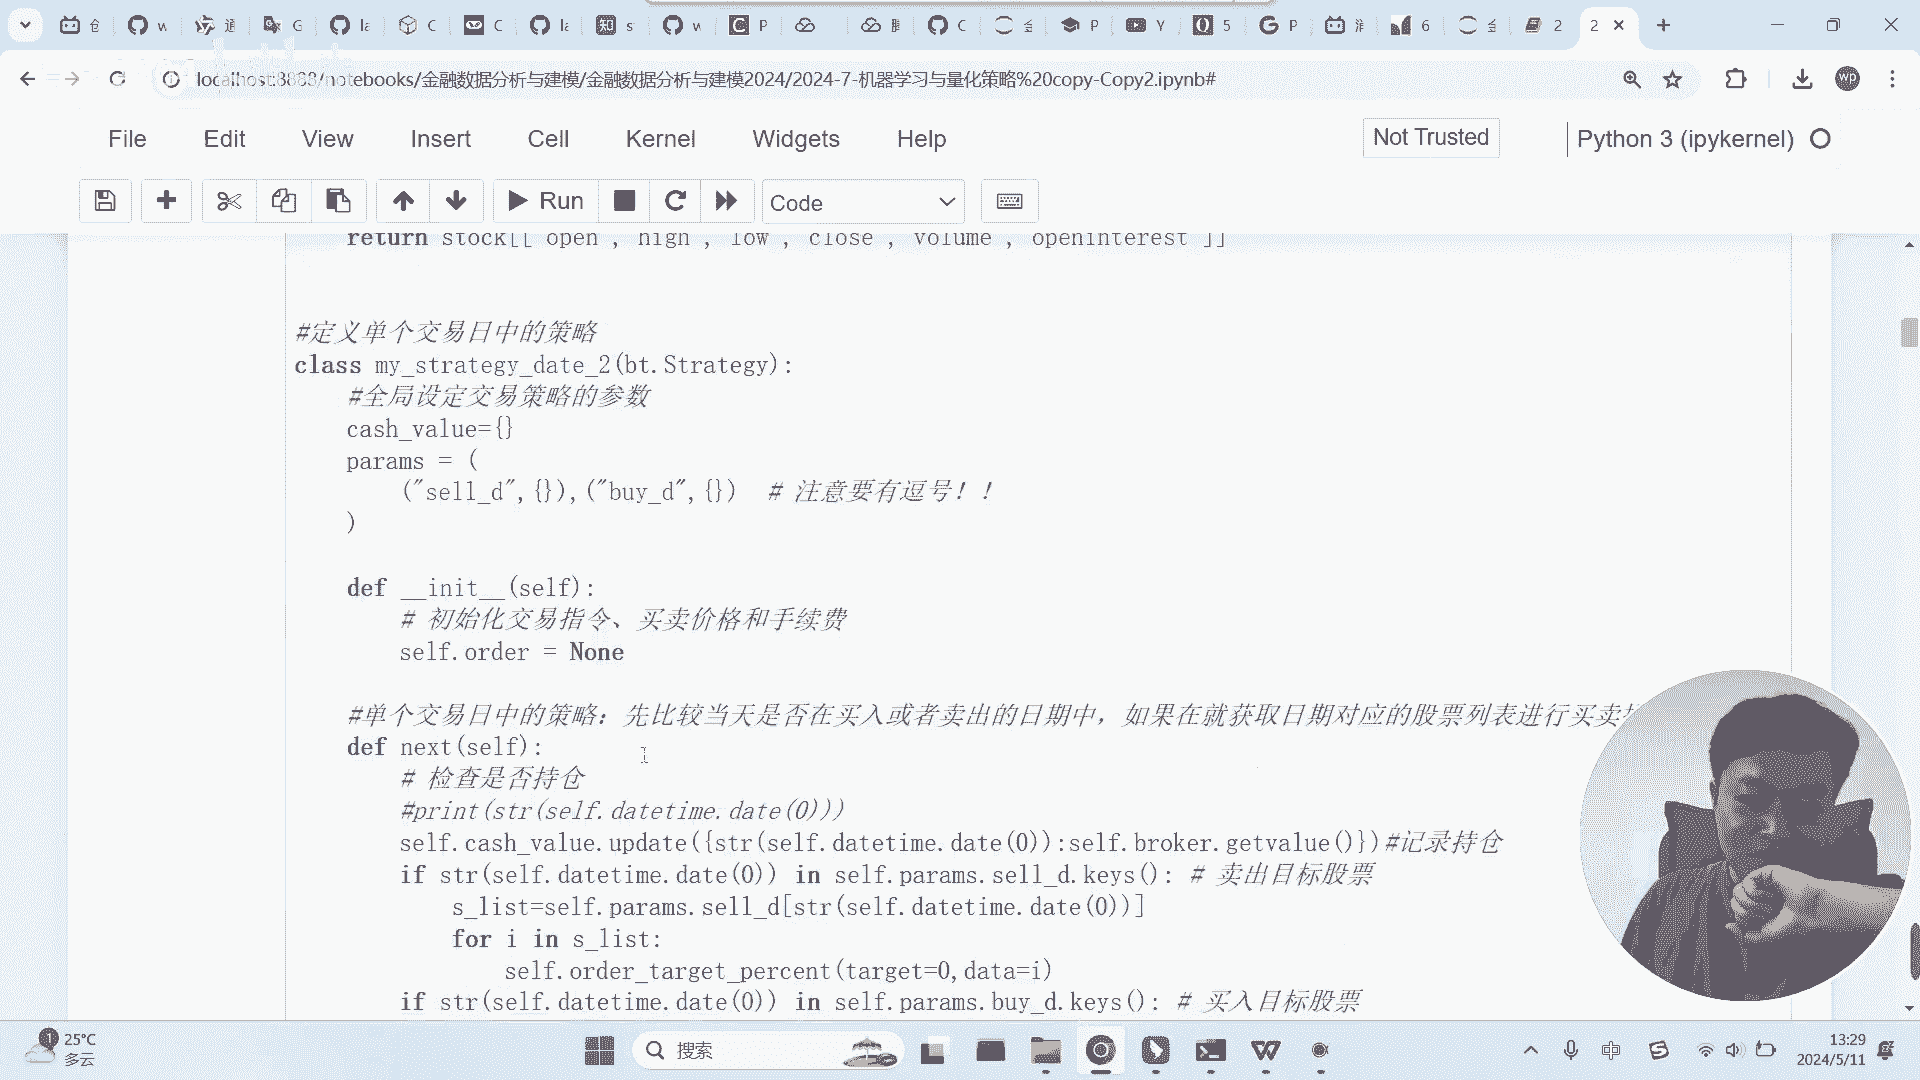 localhost:8888/notebooks/金融数据分析与建模/金融数据分析与建模2024/2024-7-机器学习与量化策略%20copy-Copy2.ipynb#
File Edit View Insert Cell Kernel Widgets Help Not Trusted Python 3 (ipykernel)
Run Code
return stock[['open', 'high', 'low', 'close', 'volume', 'openinterest']]
#定义单个交易日中的策略
class my_strategy_date_2(bt.Strategy):
#全局设定交易策略的参数
cash_value={}
params = (
("sell_d",{}),("buy_d",{}) # 注意要有逗号！！
)
def __init__(self):
# 初始化交易指令、买卖价格和手续费
self.order = None
#单个交易日中的策略：先比较当天是否在买入或者卖出的日期中，如果在就获取日期对应的股票列表进行买卖
def next(self):
# 检查是否持仓
#print(str(self.datetime.date(0)))
self.cash_value.update({str(self.datetime.date(0)):self.broker.getvalue()})#记录持仓
if str(self.datetime.date(0)) in self.params.sell_d.keys(): # 卖出目标股票
s_list=self.params.sell_d[str(self.datetime.date(0))]
for i in s_list:
self.order_target_percent(target=0,data=i)
if str(self.datetime.date(0)) in self.params.buy_d.keys(): # 买入目标股票
25°C
多云
搜索
中
13:29
2024/5/11